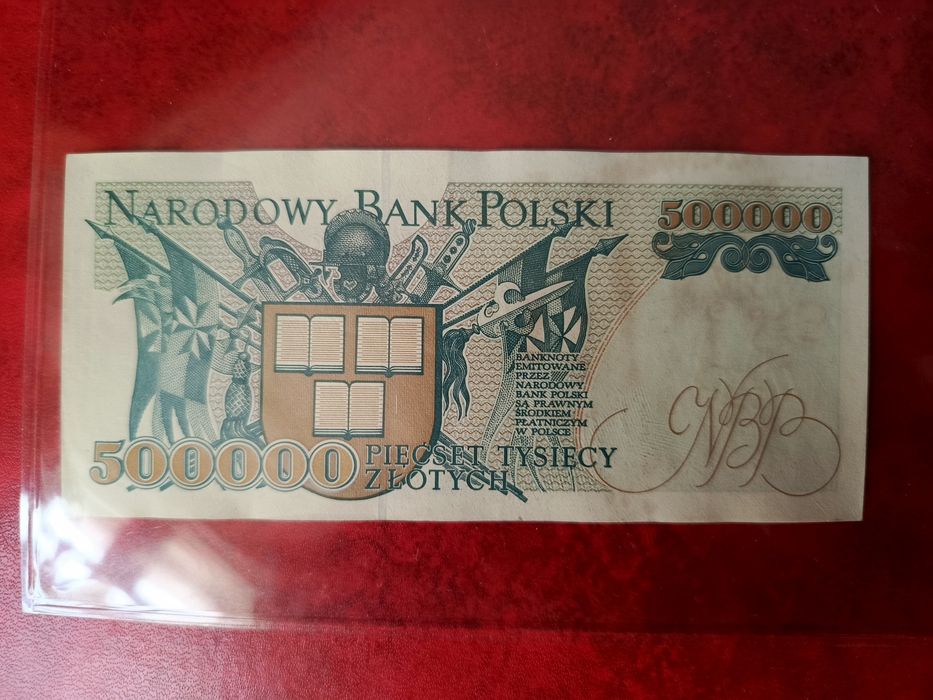 NARODOWY BANK POLSKI
500000
BANKNOTY
EMITOWANE
PRZEZ
NARODOWY
BANK POLSKI
SĄ PRAWNYM
ŚRODKIEM
PŁATNICZYM
W POLSCE
NBP
500000
PIĘĆSET TYSIĘCY
ZŁOTYCH